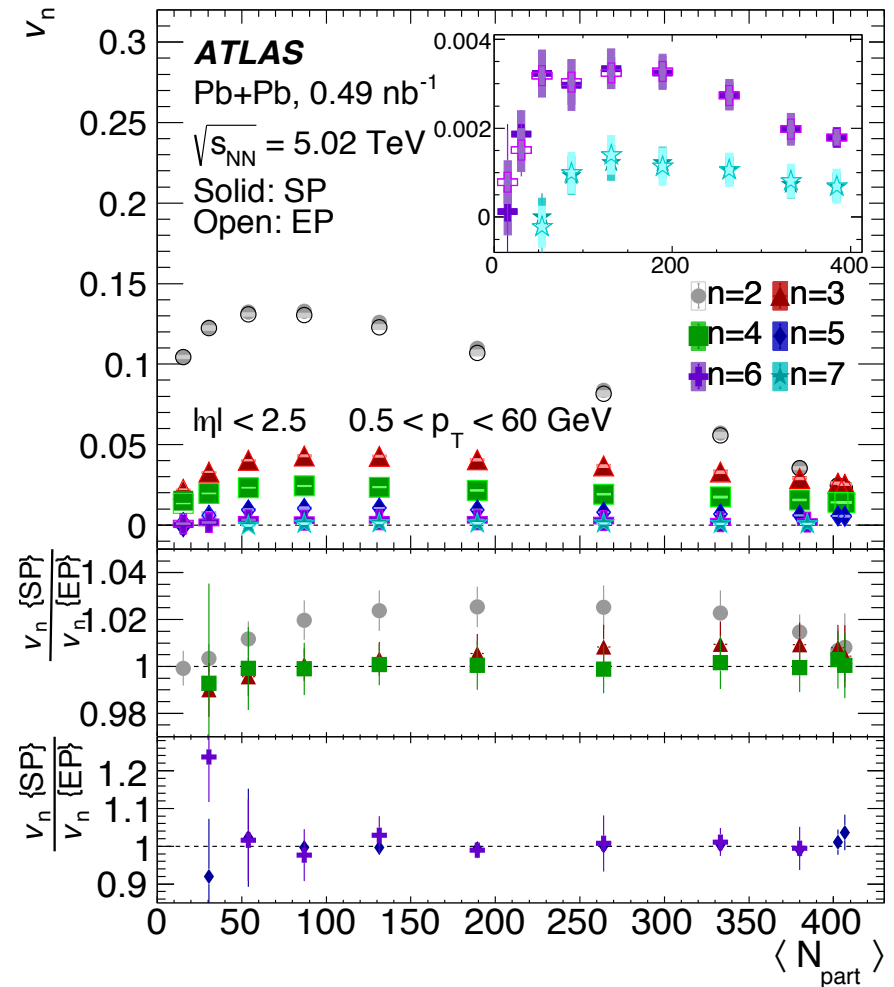 v_n
ATLAS
Pb+Pb, 0.49 nb⁻¹
√s_NN = 5.02 TeV
Solid: SP
Open: EP
0.004
0.002
0
0 200 400
n=2 n=3
n=4 n=5
n=6 n=7
|η| < 2.5 0.5 < p_T < 60 GeV
0.3
0.25
0.2
0.15
0.1
0.05
0
v_n {SP}
v_n {EP}
1.04
1.02
1
0.98
v_n {SP}
v_n {EP}
1.2
1.1
1
0.9
0 50 100 150 200 250 300 350 400
⟨ N_part ⟩